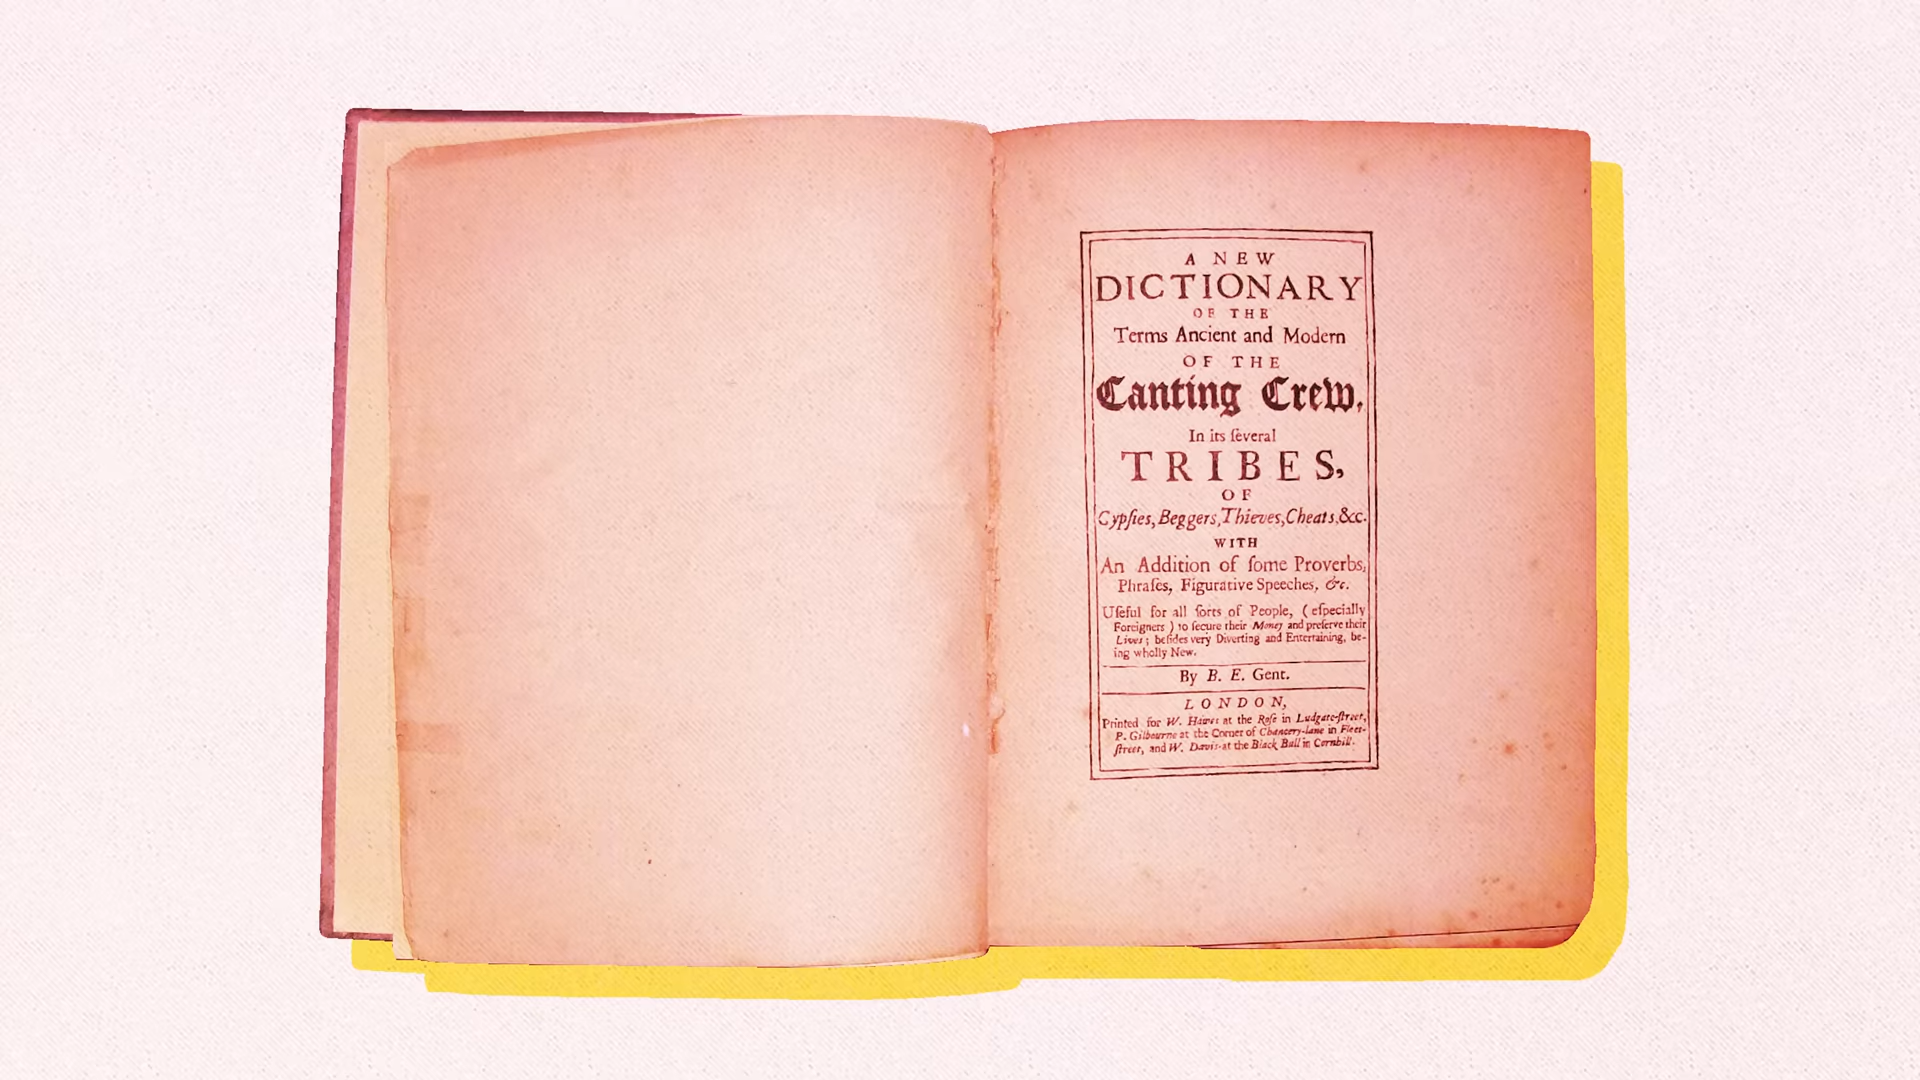 A NEW
DICTIONARY
OF THE
Terms Ancient and Modern
OF THE
Canting Crew,
In its ſeveral
TRIBES,
OF
Gypſies, Beggers, Thieves, Cheats, &c.
WITH
An Addition of ſome Proverbs,
Phraſes, Figurative Speeches, &c.
Uſeful for all ſorts of People, (eſpecially
Foreigners) to ſecure their Money and preſerve their
Lives; beſides very Diverting and Entertaining, be-
ing wholly New.
By B. E. Gent.
LONDON,
Printed for W. Hawes at the Roſe in Ludgate-ſtreet,
P. Gilbourne at the Corner of Chancery-lane in Fleet-
ſtreet, and W. Davis at the Black Bull in Cornhill.